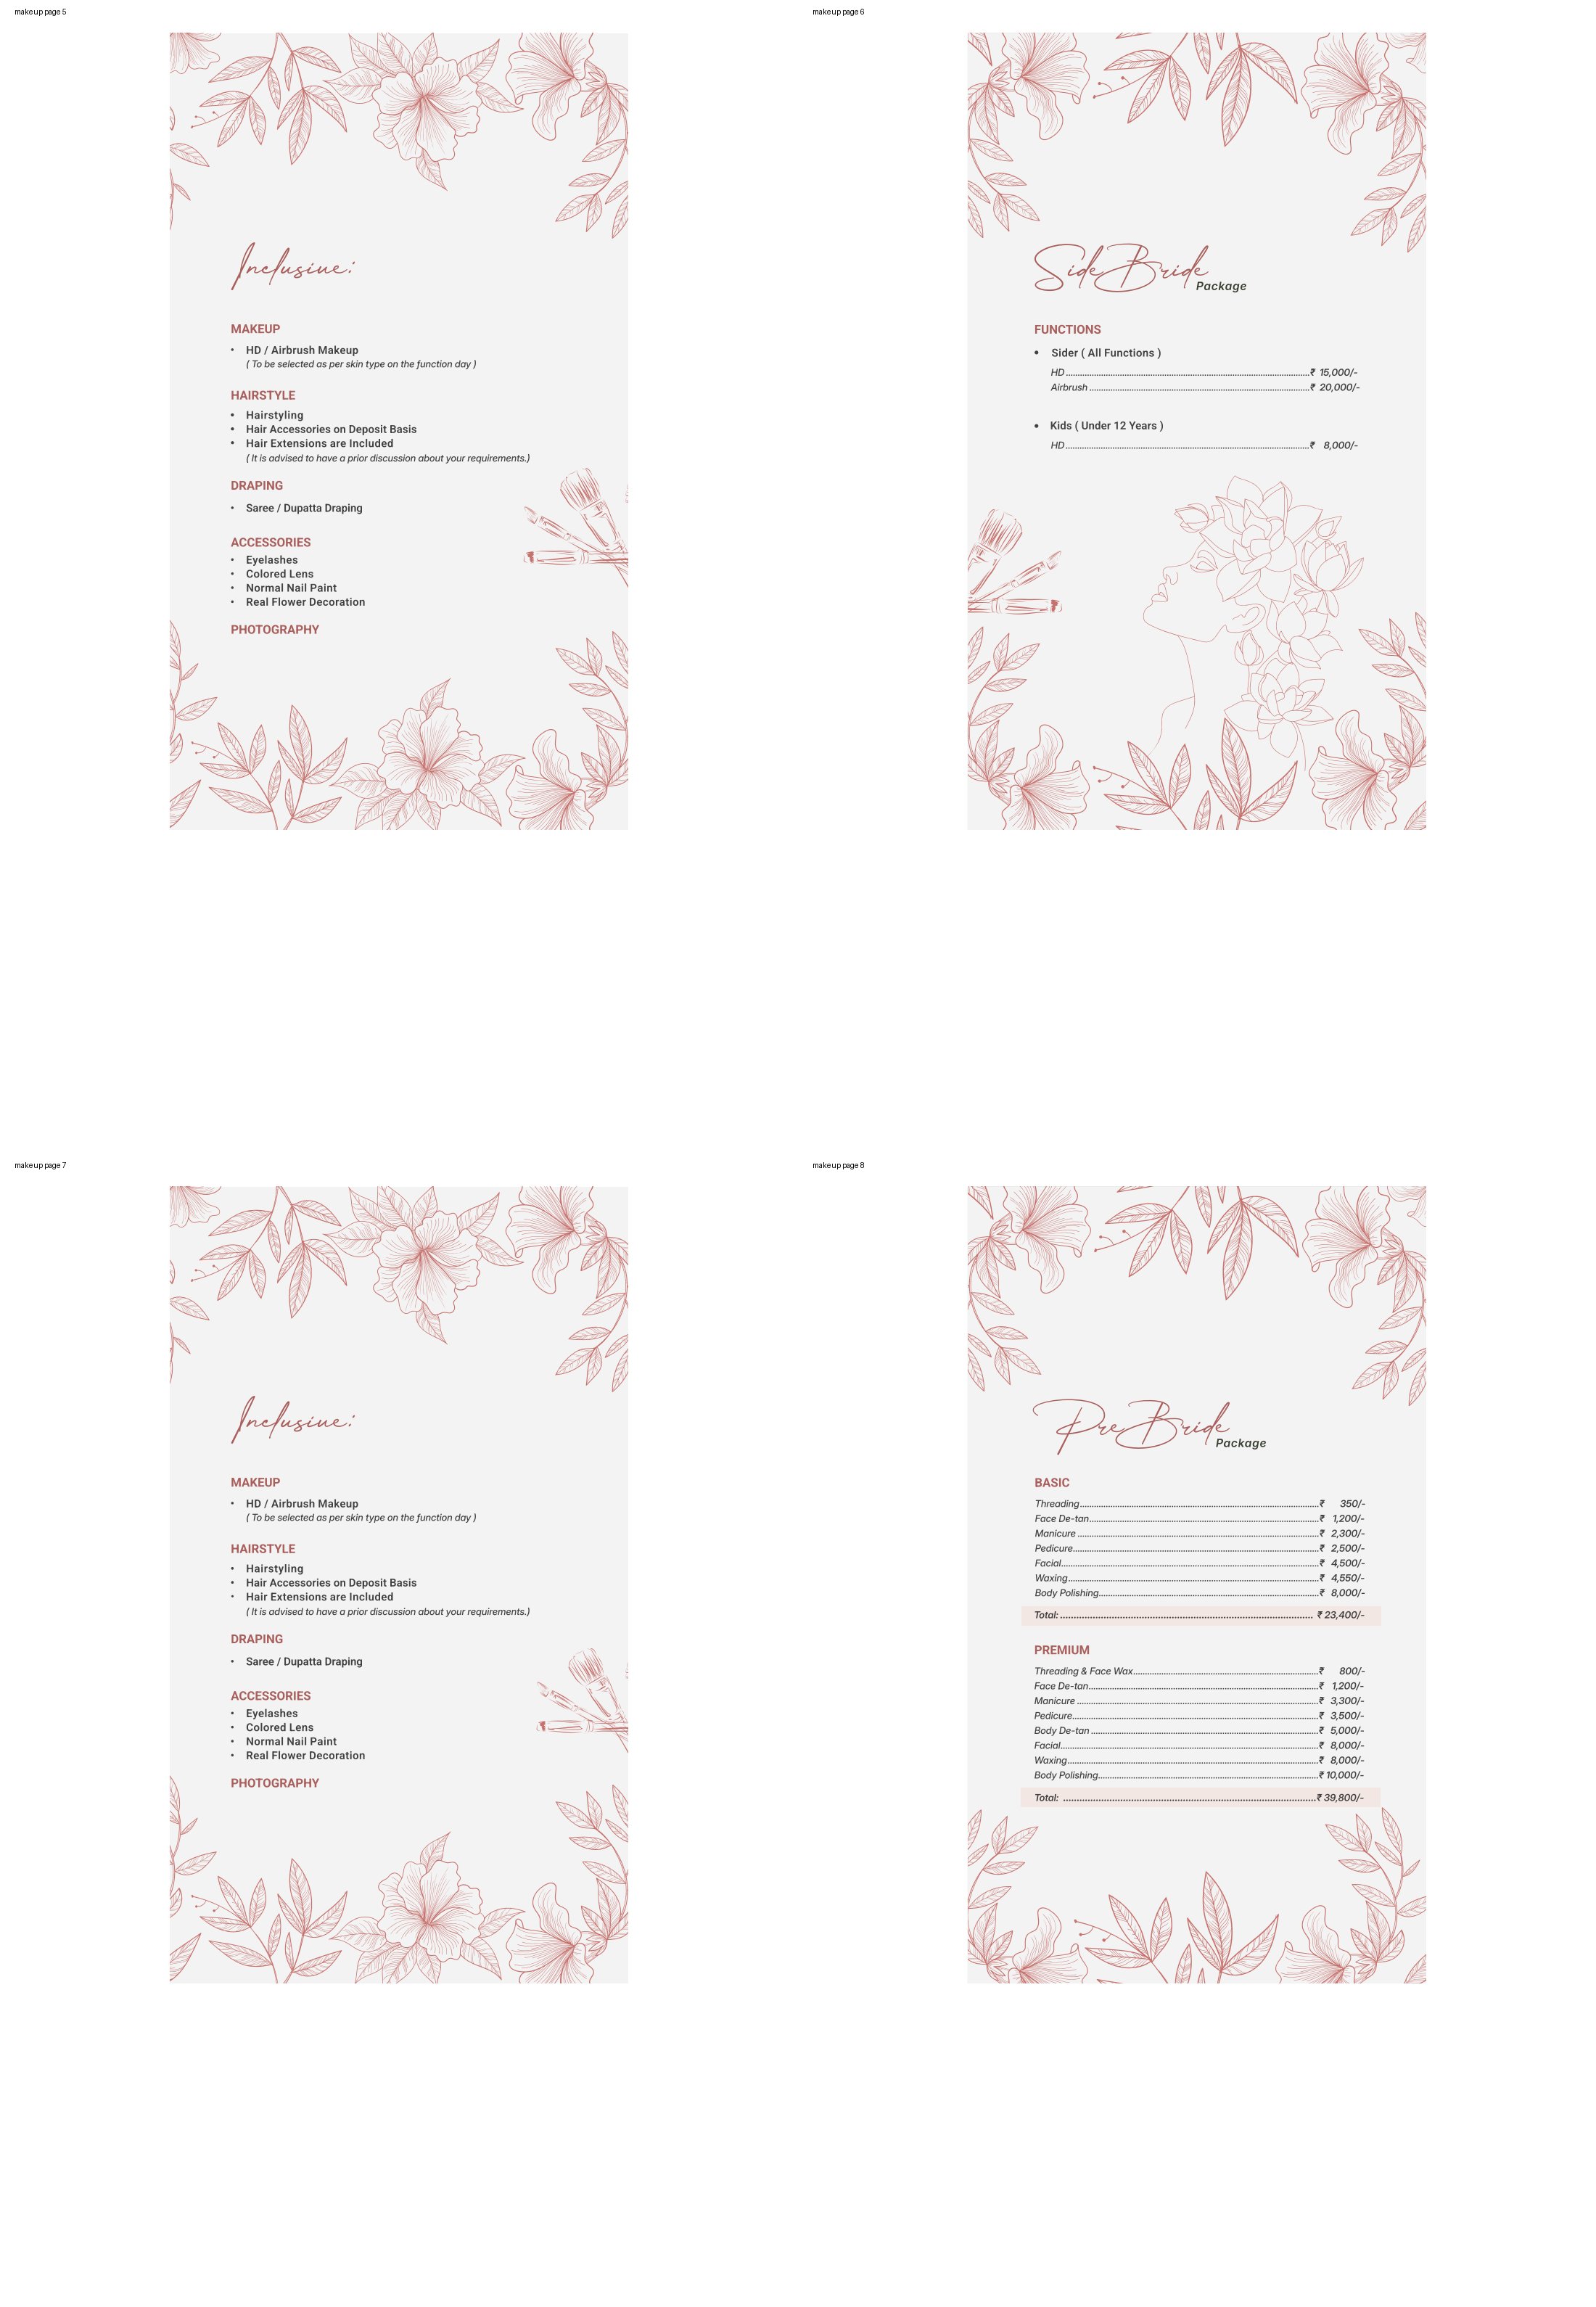 makeup page 5
Inclusive:
MAKEUP
• HD / Airbrush Makeup
( To be selected as per skin type on the function day )
HAIRSTYLE
• Hairstyling
• Hair Accessories on Deposit Basis
• Hair Extensions are Included
( It is advised to have a prior discussion about your requirements.)
DRAPING
• Saree / Dupatta Draping
ACCESSORIES
• Eyelashes
• Colored Lens
• Normal Nail Paint
• Real Flower Decoration
PHOTOGRAPHY
makeup page 6
Side Bride
Package
FUNCTIONS
• Sider ( All Functions )
HD ........ ₹ 15,000/-
Airbrush ........ ₹ 20,000/-
• Kids ( Under 12 Years )
HD ........ ₹ 8,000/-
makeup page 7
Inclusive:
MAKEUP
• HD / Airbrush Makeup
( To be selected as per skin type on the function day )
HAIRSTYLE
• Hairstyling
• Hair Accessories on Deposit Basis
• Hair Extensions are Included
( It is advised to have a prior discussion about your requirements.)
DRAPING
• Saree / Dupatta Draping
ACCESSORIES
• Eyelashes
• Colored Lens
• Normal Nail Paint
• Real Flower Decoration
PHOTOGRAPHY
makeup page 8
Pre Bride
Package
BASIC
Threading ........ ₹ 350/-
Face De-tan ........ ₹ 1,200/-
Manicure ........ ₹ 2,300/-
Pedicure ........ ₹ 2,500/-
Facial ........ ₹ 4,500/-
Waxing ........ ₹ 4,550/-
Body Polishing ........ ₹ 8,000/-
Total: ........ ₹ 23,400/-
PREMIUM
Threading & Face Wax ........ ₹ 800/-
Face De-tan ........ ₹ 1,200/-
Manicure ........ ₹ 3,300/-
Pedicure ........ ₹ 3,500/-
Body De-tan ........ ₹ 5,000/-
Facial ........ ₹ 8,000/-
Waxing ........ ₹ 8,000/-
Body Polishing ........ ₹ 10,000/-
Total: ........ ₹ 39,800/-